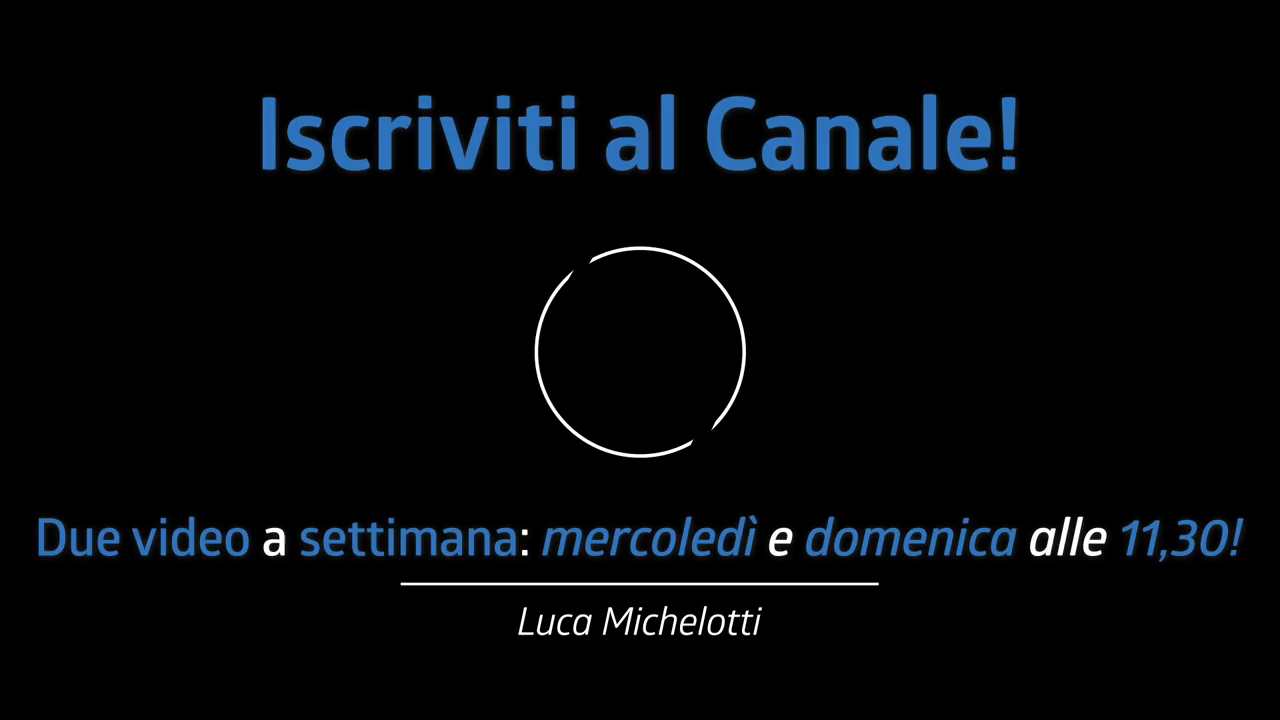 Iscriviti al Canale!
Due video a settimana: mercoledì e domenica alle 11,30!
Luca Michelotti